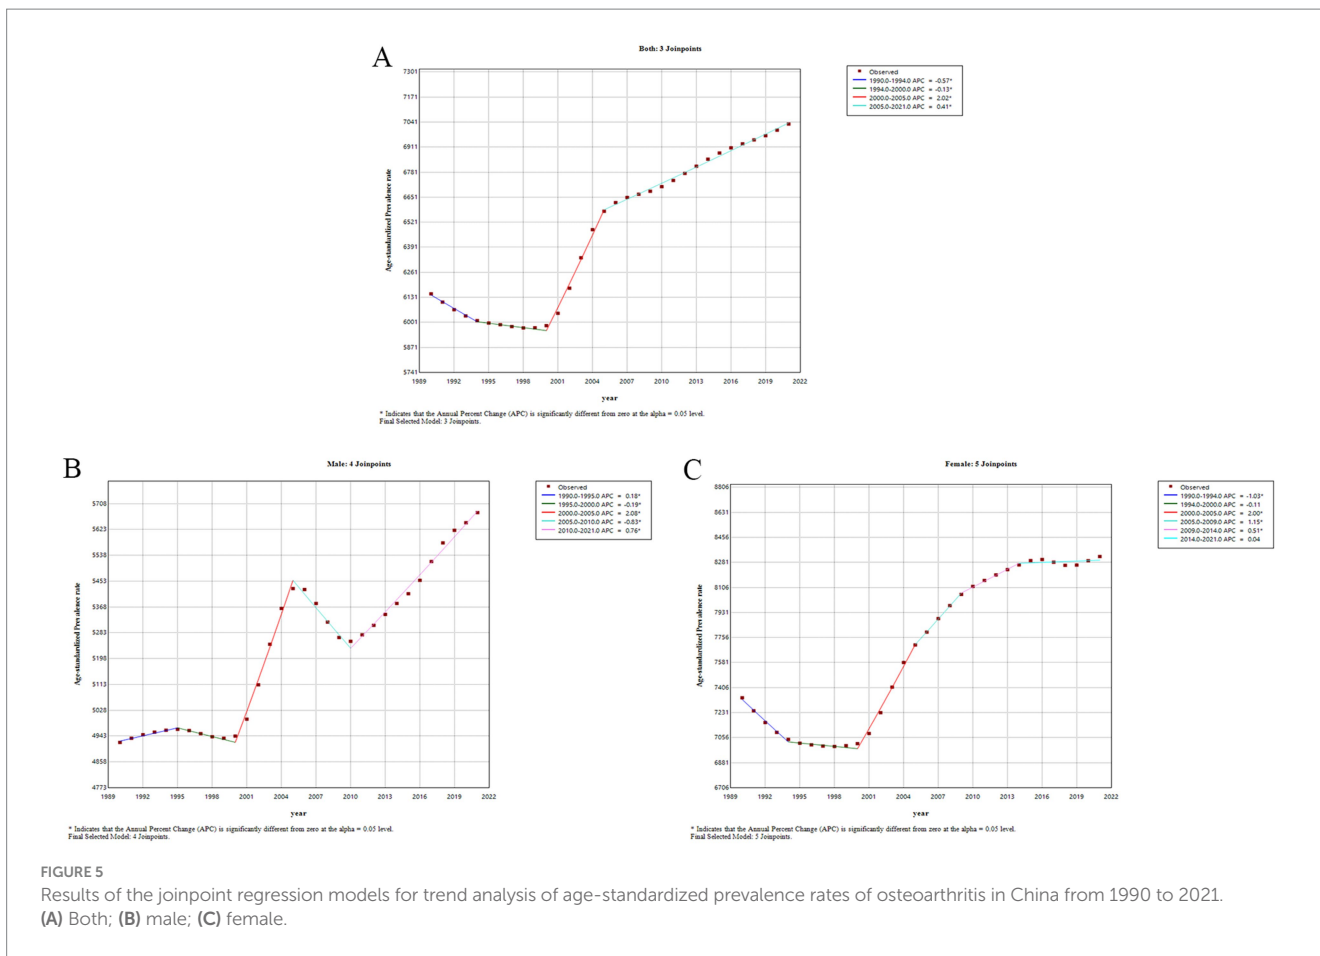 A
Both: 3 Joinpoints
7301
7171
7041
6911
6781
6651
6521
6391
6261
6131
6001
5871
5741
Age-standardized Prevalence rate
1989 1992 1995 1998 2001 2004 2007 2010 2013 2016 2019 2022
year
Observed
1990.0-1994.0 APC = -0.57*
1994.0-2000.0 APC = -0.13*
2000.0-2005.0 APC = 2.02*
2005.0-2021.0 APC = 0.41*
* Indicates that the Annual Percent Change (APC) is significantly different from zero at the alpha = 0.05 level.
Final Selected Model: 3 Joinpoints.
B
Male: 4 Joinpoints
5708
5623
5538
5453
5368
5283
5198
5113
5028
4943
4858
4773
Age-standardized Prevalence rate
1989 1992 1995 1998 2001 2004 2007 2010 2013 2016 2019 2022
year
Observed
1990.0-1995.0 APC = 0.18*
1995.0-2000.0 APC = -0.19*
2000.0-2005.0 APC = 2.08*
2005.0-2010.0 APC = -0.83*
2010.0-2021.0 APC = 0.76*
* Indicates that the Annual Percent Change (APC) is significantly different from zero at the alpha = 0.05 level.
Final Selected Model: 4 Joinpoints.
C
Female: 5 Joinpoints
8806
8631
8456
8281
8106
7931
7756
7581
7406
7231
7056
6881
6706
Age-standardized Prevalence rate
1989 1992 1995 1998 2001 2004 2007 2010 2013 2016 2019 2022
year
Observed
1990.0-1994.0 APC = -1.03*
1994.0-2000.0 APC = -0.11
2000.0-2005.0 APC = 2.00*
2005.0-2009.0 APC = 1.15*
2009.0-2014.0 APC = 0.51*
2014.0-2021.0 APC = 0.04
* Indicates that the Annual Percent Change (APC) is significantly different from zero at the alpha = 0.05 level.
Final Selected Model: 5 Joinpoints.
FIGURE 5
Results of the joinpoint regression models for trend analysis of age-standardized prevalence rates of osteoarthritis in China from 1990 to 2021.
(A) Both; (B) male; (C) female.